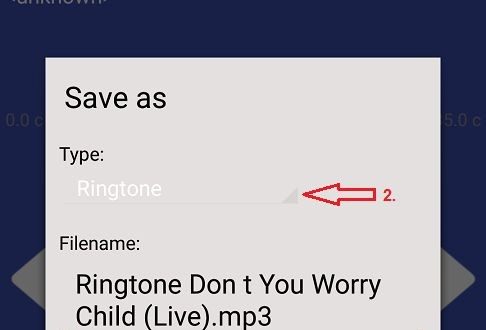 <unknown>
Save as
0.0 c
5.0 c
Type:
Ringtone
2.
Filename:
Ringtone Don t You Worry
Child (Live).mp3